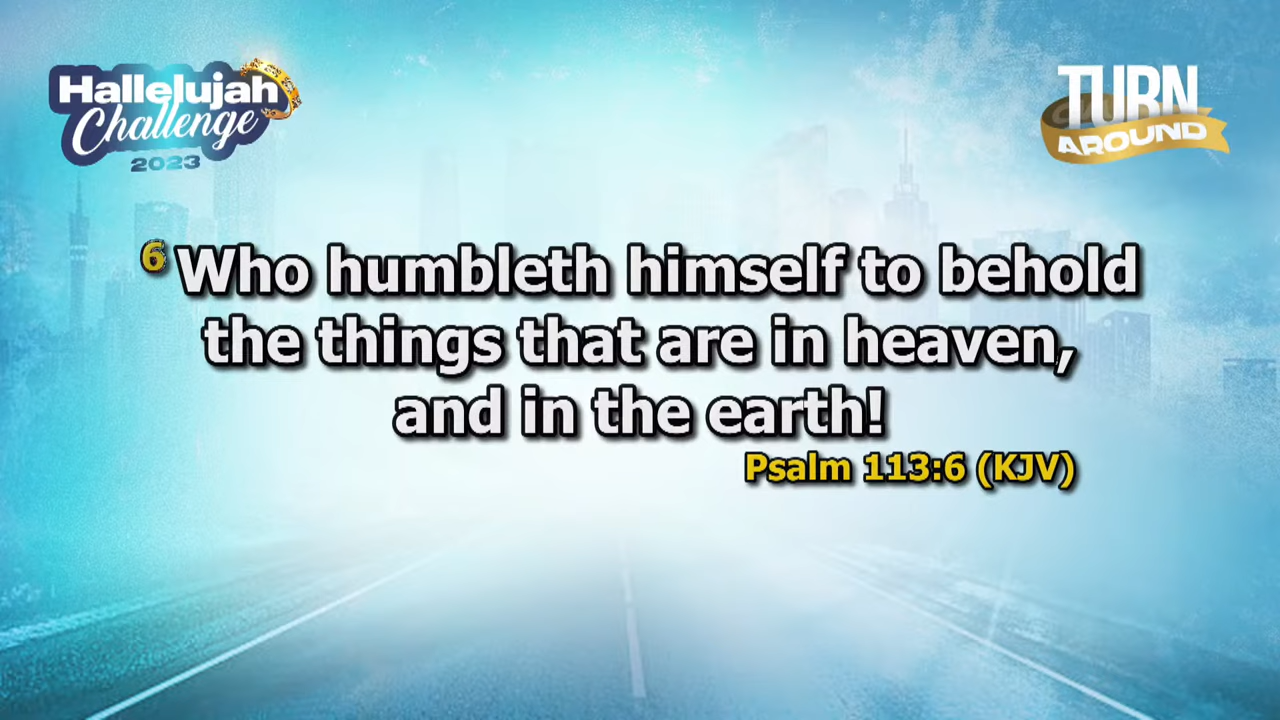 Hallelujah
Challenge
2023
TURN
AROUND
6 Who humbleth himself to behold
the things that are in heaven,
and in the earth!
Psalm 113:6 (KJV)